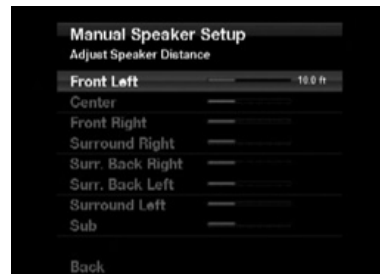 Manual Speaker Setup
Adjust Speaker Distance
Front Left 10.0 ft
Center
Front Right
Surround Right
Surr. Back Right
Surr. Back Left
Surround Left
Sub
Back